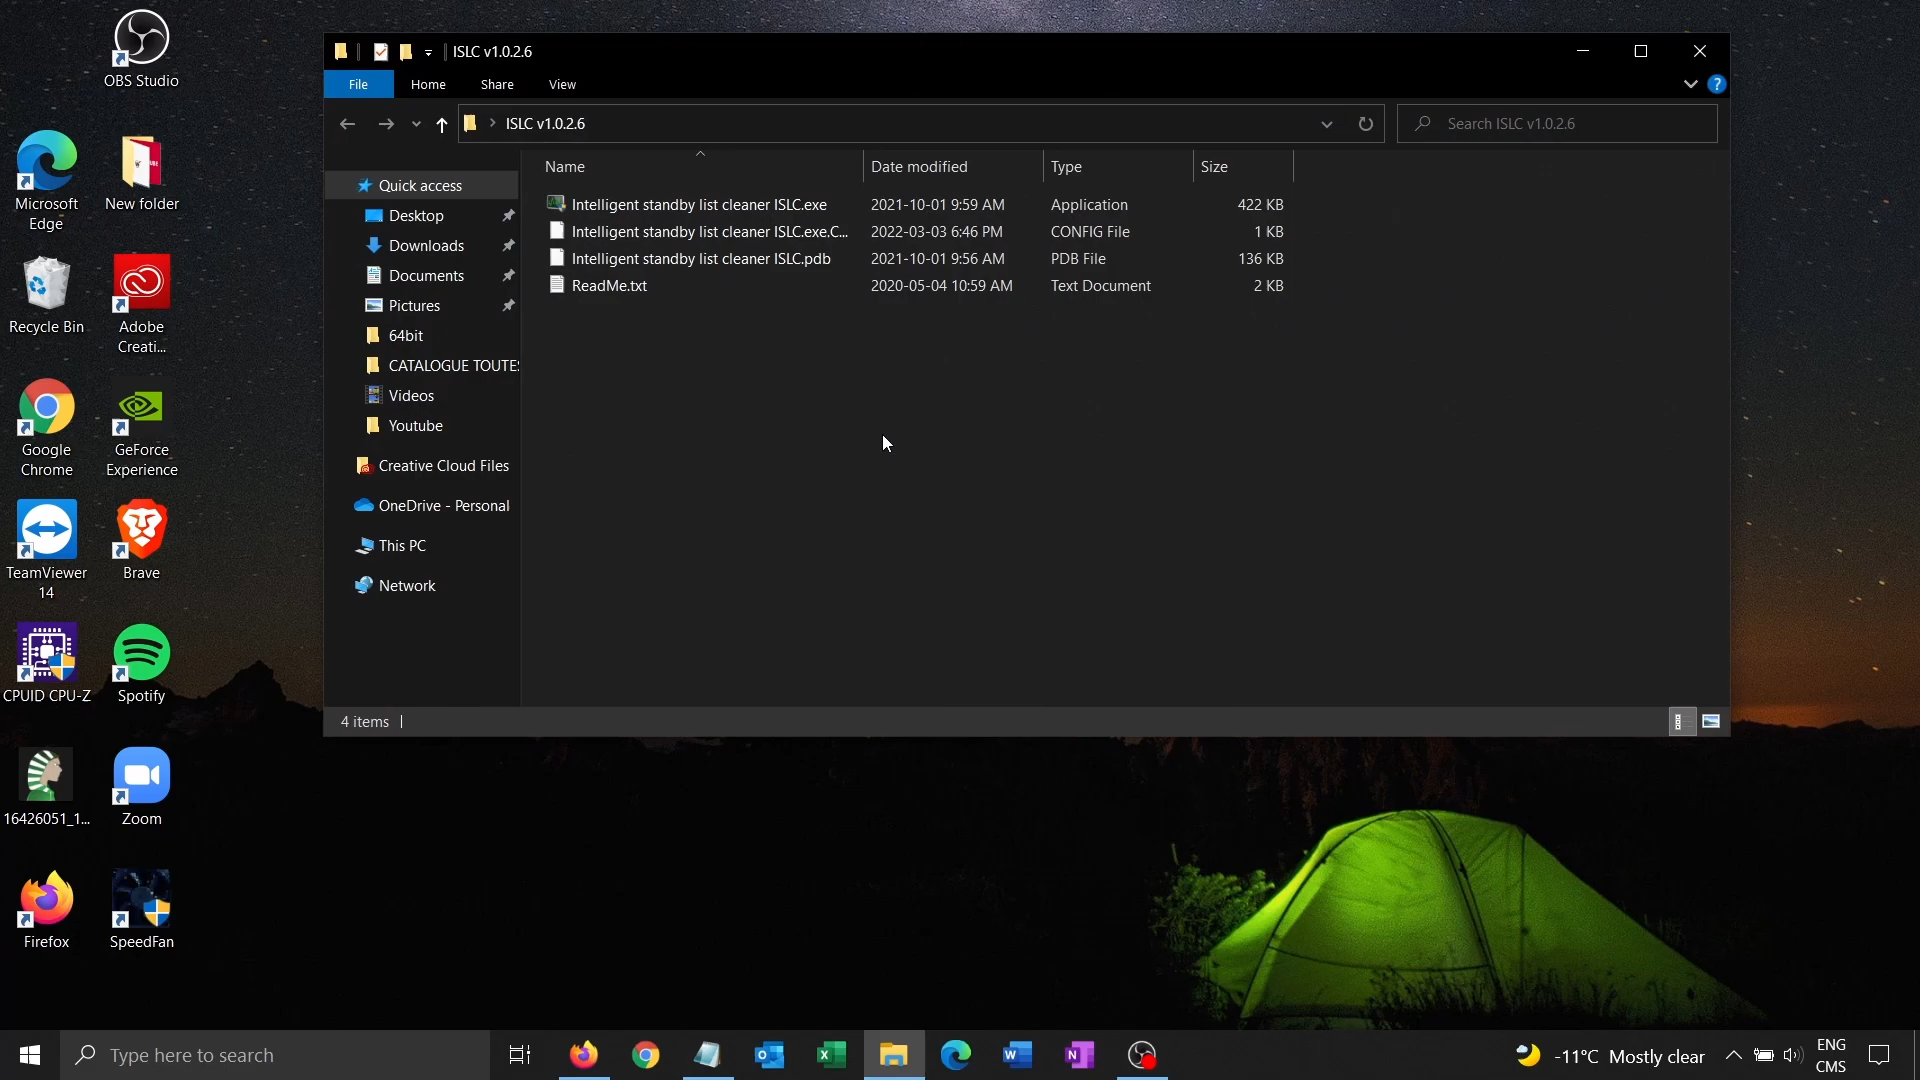 OBS Studio
Microsoft
Edge
New folder
Recycle Bin
Adobe
Creati...
Google
Chrome
GeForce
Experience
TeamViewer
14
Brave
CPUID CPU-Z
Spotify
16426051_1...
Zoom
Firefox
SpeedFan
ISLC v1.0.2.6
File
Home
Share
View
?
ISLC v1.0.2.6
Search ISLC v1.0.2.6
Name
Date modified
Type
Size
Intelligent standby list cleaner ISLC.exe 2021-10-01 9:59 AM Application 422 KB
Intelligent standby list cleaner ISLC.exe.C... 2022-03-03 6:46 PM CONFIG File 1 KB
Intelligent standby list cleaner ISLC.pdb 2021-10-01 9:56 AM PDB File 136 KB
ReadMe.txt 2020-05-04 10:59 AM Text Document 2 KB
Quick access
Desktop
Downloads
Documents
Pictures
64bit
CATALOGUE TOUTE
Videos
Youtube
Creative Cloud Files
OneDrive - Personal
This PC
Network
4 items
Type here to search
-11°C Mostly clear
ENG
CMS